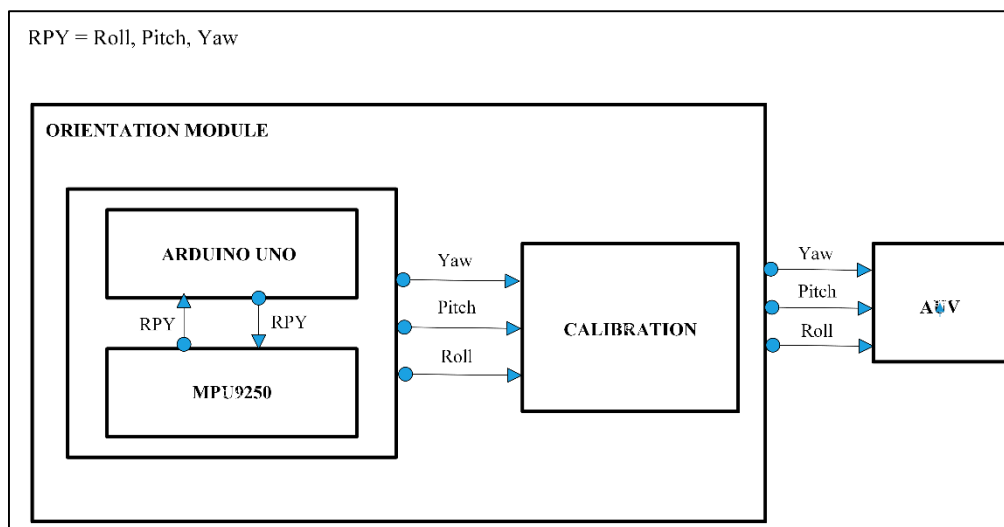 RPY = Roll, Pitch, Yaw
ORIENTATION MODULE
ARDUINO UNO
RPY
RPY
MPU9250
Yaw
Pitch
Roll
CALIBRATION
Yaw
Pitch
Roll
AUV